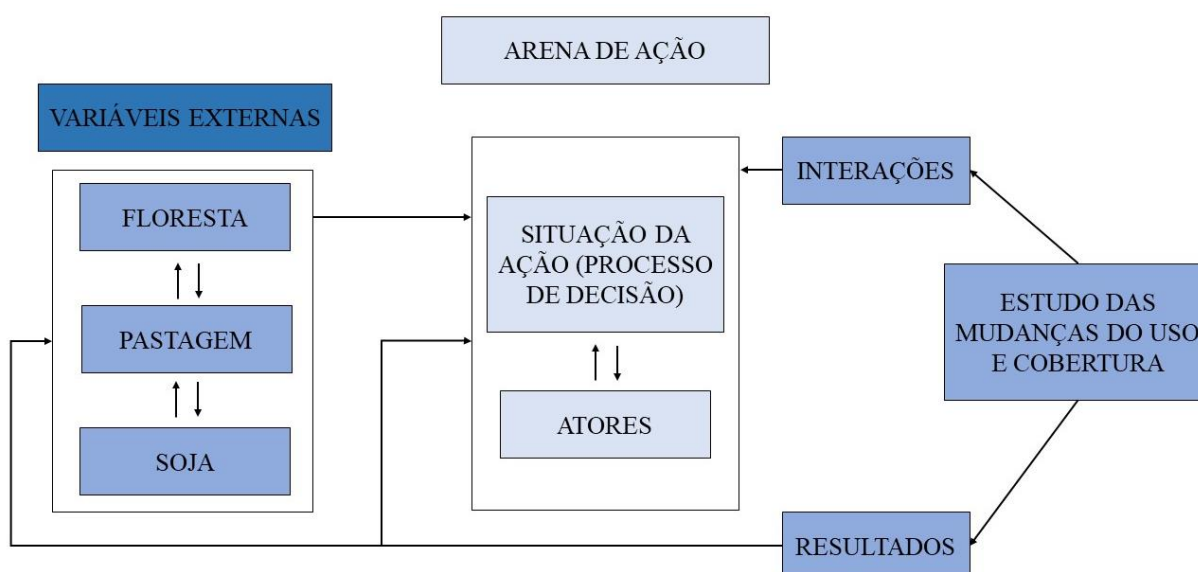 ARENA DE AÇÃO
VARIÁVEIS EXTERNAS
FLORESTA
PASTAGEM
SOJA
SITUAÇÃO DA
AÇÃO (PROCESSO
DE DECISÃO)
ATORES
INTERAÇÕES
ESTUDO DAS
MUDANÇAS DO USO
E COBERTURA
RESULTADOS